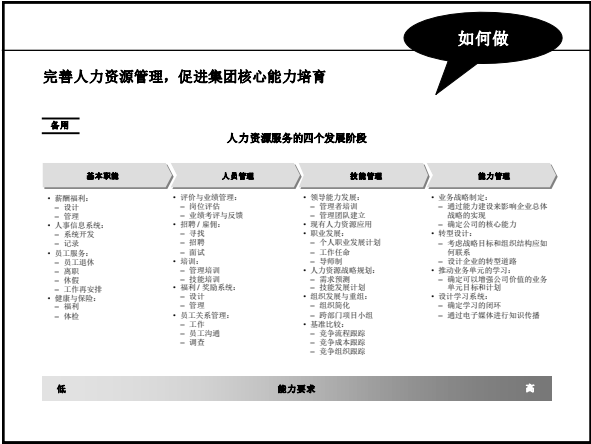 如何做
完善人力资源管理，促进集团核心能力培育
备用
人力资源服务的四个发展阶段
基本职能
• 薪酬福利：
– 设计
– 管理
• 人事信息系统：
– 系统开发
– 记录
• 员工服务：
– 员工退休
– 离职
– 休假
– 工作再安排
• 健康与保险：
– 福利
– 体检
人员管理
• 评价与业绩管理：
– 岗位评估
– 业绩考评与反馈
• 招聘/雇佣：
– 寻找
– 招聘
– 面试
• 培训：
– 管理培训
– 技能培训
• 福利/奖励系统：
– 设计
– 管理
• 员工关系管理：
– 工作
– 员工沟通
– 调查
技能管理
• 领导能力发展：
– 管理者培训
– 管理团队建立
• 现有人力资源应用
• 职业发展：
– 个人职业发展计划
– 工作任命
– 导师制
• 人力资源战略规划：
– 需求预测
– 技能发展计划
• 组织发展与重组：
– 组织简化
– 跨部门项目小组
• 基准比较：
– 竞争流程跟踪
– 竞争成本跟踪
– 竞争组织跟踪
能力管理
• 业务战略制定：
– 通过能力建设来影响企业总体
战略的实现
– 确定公司的核心能力
• 转型设计：
– 考虑战略目标和组织结构应如
何联系
– 设计企业的转型道路
• 推动业务单元的学习：
– 确定可以增强公司价值的业务
单元目标和计划
• 设计学习系统：
– 确定学习的闭环
– 通过电子媒体进行知识传播
低
能力要求
高